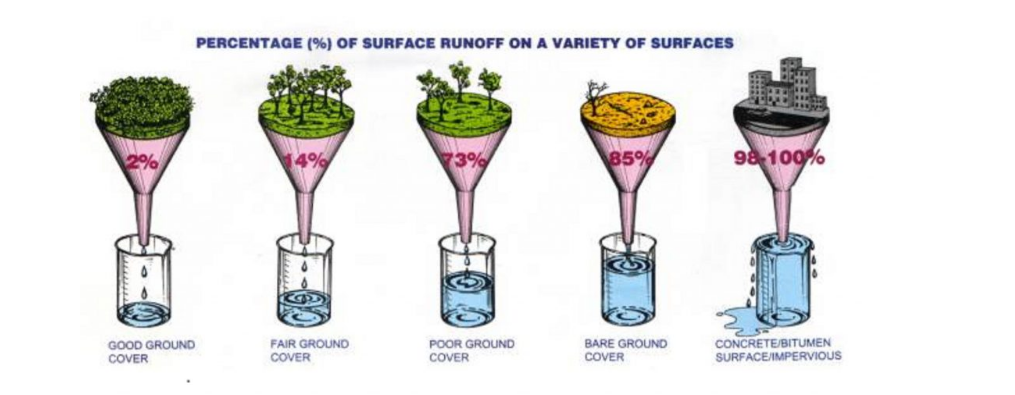 PERCENTAGE (%) OF SURFACE RUNOFF ON A VARIETY OF SURFACES
2%
14%
73%
85%
98-100%
GOOD GROUND
COVER
FAIR GROUND
COVER
POOR GROUND
COVER
BARE GROUND
COVER
CONCRETE/BITUMEN
SURFACE/IMPERVIOUS